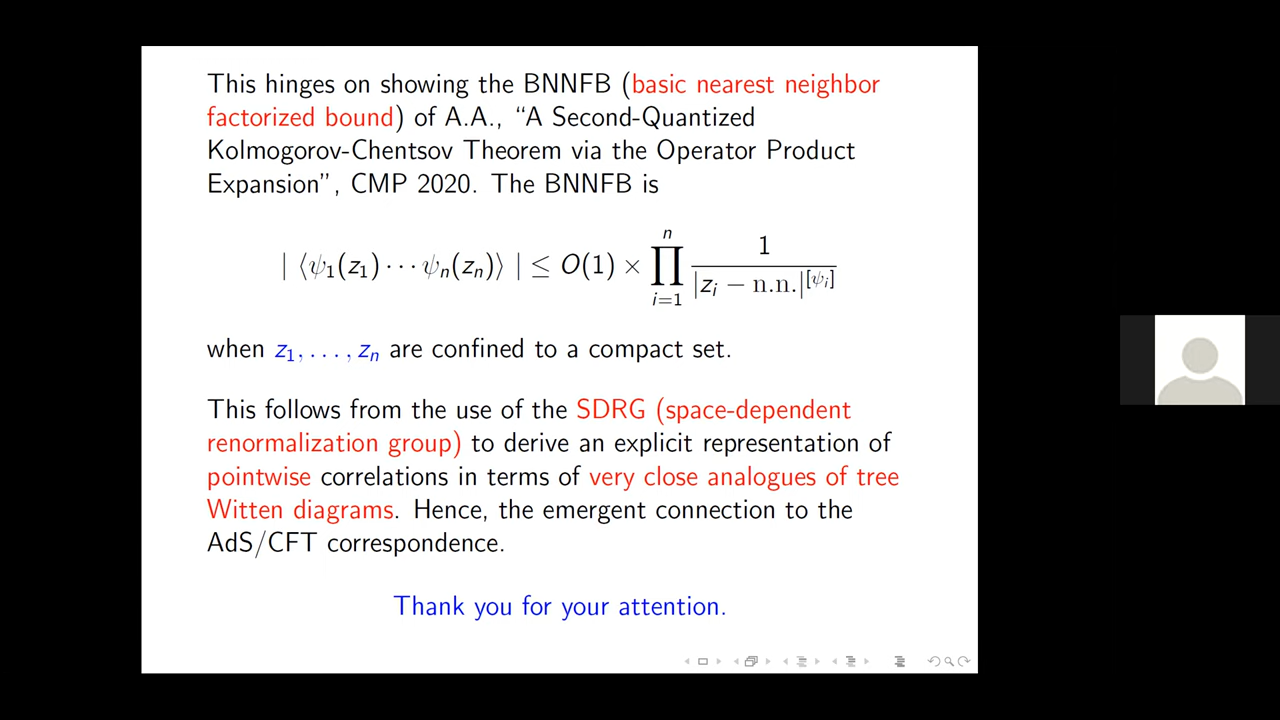 This hinges on showing the BNNFB (basic nearest neighbor
factorized bound) of A.A., “A Second-Quantized
Kolmogorov-Chentsov Theorem via the Operator Product
Expansion”, CMP 2020. The BNNFB is
| ⟨ψ₁(z₁) ⋯ ψₙ(zₙ)⟩ | ≤ O(1) × ∏_{i=1}^{n} 1 / |zᵢ − n.n.|^{[ψᵢ]}
when z₁, . . . , zₙ are confined to a compact set.
This follows from the use of the SDRG (space-dependent
renormalization group) to derive an explicit representation of
pointwise correlations in terms of very close analogues of tree
Witten diagrams. Hence, the emergent connection to the
AdS/CFT correspondence.
Thank you for your attention.